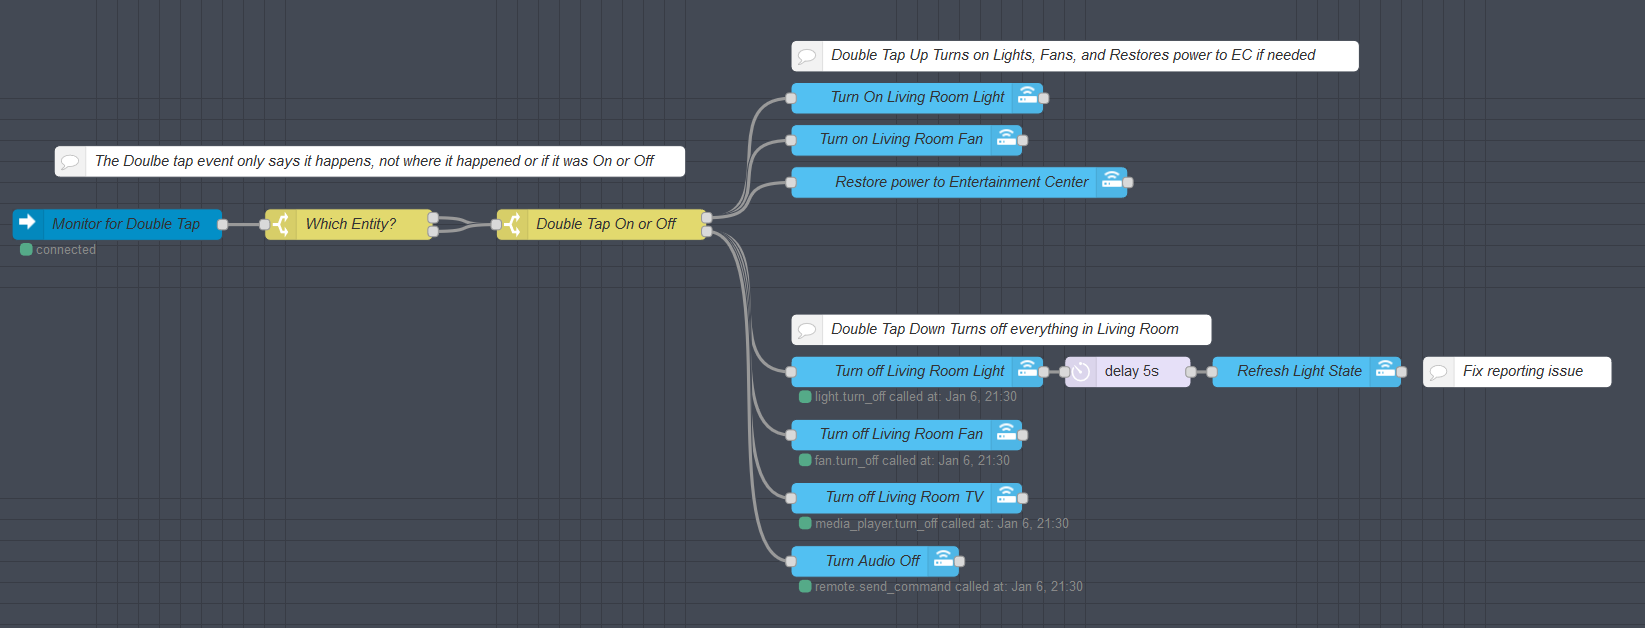 Double Tap Up Turns on Lights, Fans, and Restores power to EC if needed
Turn On Living Room Light
Turn on Living Room Fan
The Doulbe tap event only says it happens, not where it happened or if it was On or Off
Restore power to Entertainment Center
Monitor for Double Tap
Which Entity?
Double Tap On or Off
connected
Double Tap Down Turns off everything in Living Room
Turn off Living Room Light
delay 5s
Refresh Light State
Fix reporting issue
light.turn_off called at: Jan 6, 21:30
Turn off Living Room Fan
fan.turn_off called at: Jan 6, 21:30
Turn off Living Room TV
media_player.turn_off called at: Jan 6, 21:30
Turn Audio Off
remote.send_command called at: Jan 6, 21:30